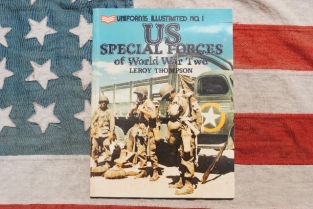 UNIFORMS ILLUSTRATED NO. 1
US
SPECIAL FORCES
of World War Two
LEROY THOMPSON